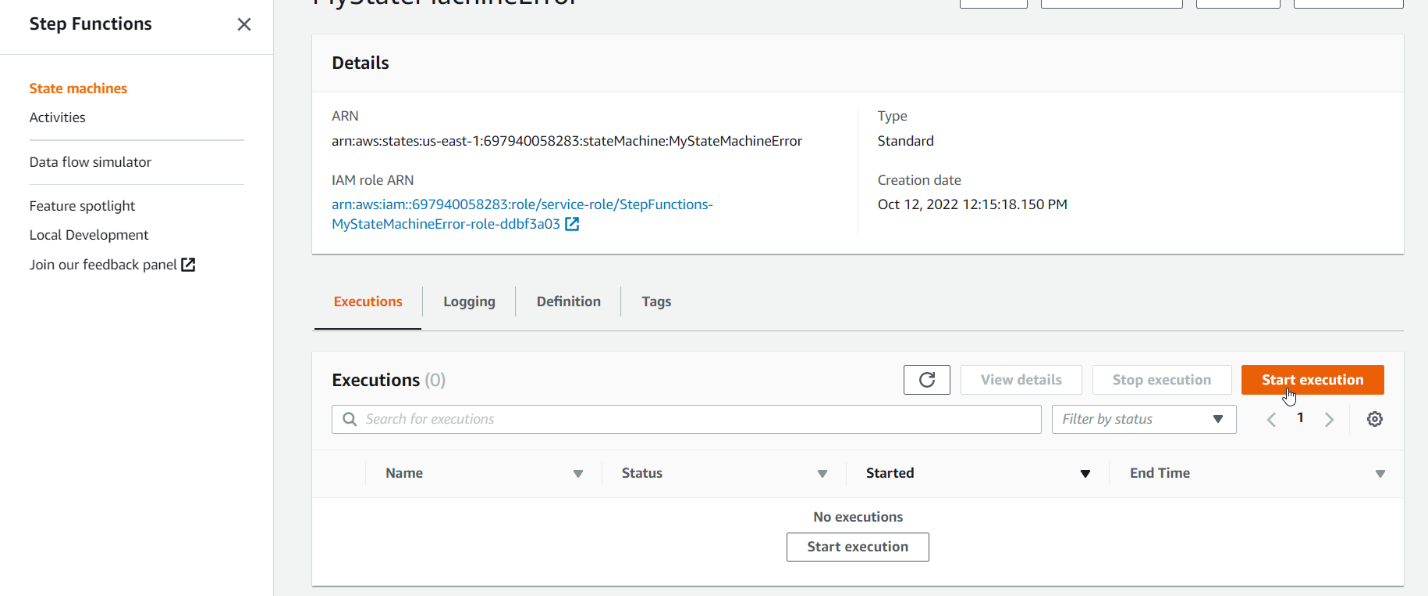 Step Functions
State machines
Activities
Data flow simulator
Feature spotlight
Local Development
Join our feedback panel
MyStateMachineError
Details
ARN
arn:aws:states:us-east-1:697940058283:stateMachine:MyStateMachineError
IAM role ARN
arn:aws:iam::697940058283:role/service-role/StepFunctions-
MyStateMachineError-role-ddbf3a03
Type
Standard
Creation date
Oct 12, 2022 12:15:18.150 PM
Executions Logging Definition Tags
Executions (0) View details Stop execution Start execution
Search for executions Filter by status 1
Name Status Started End Time
No executions
Start execution